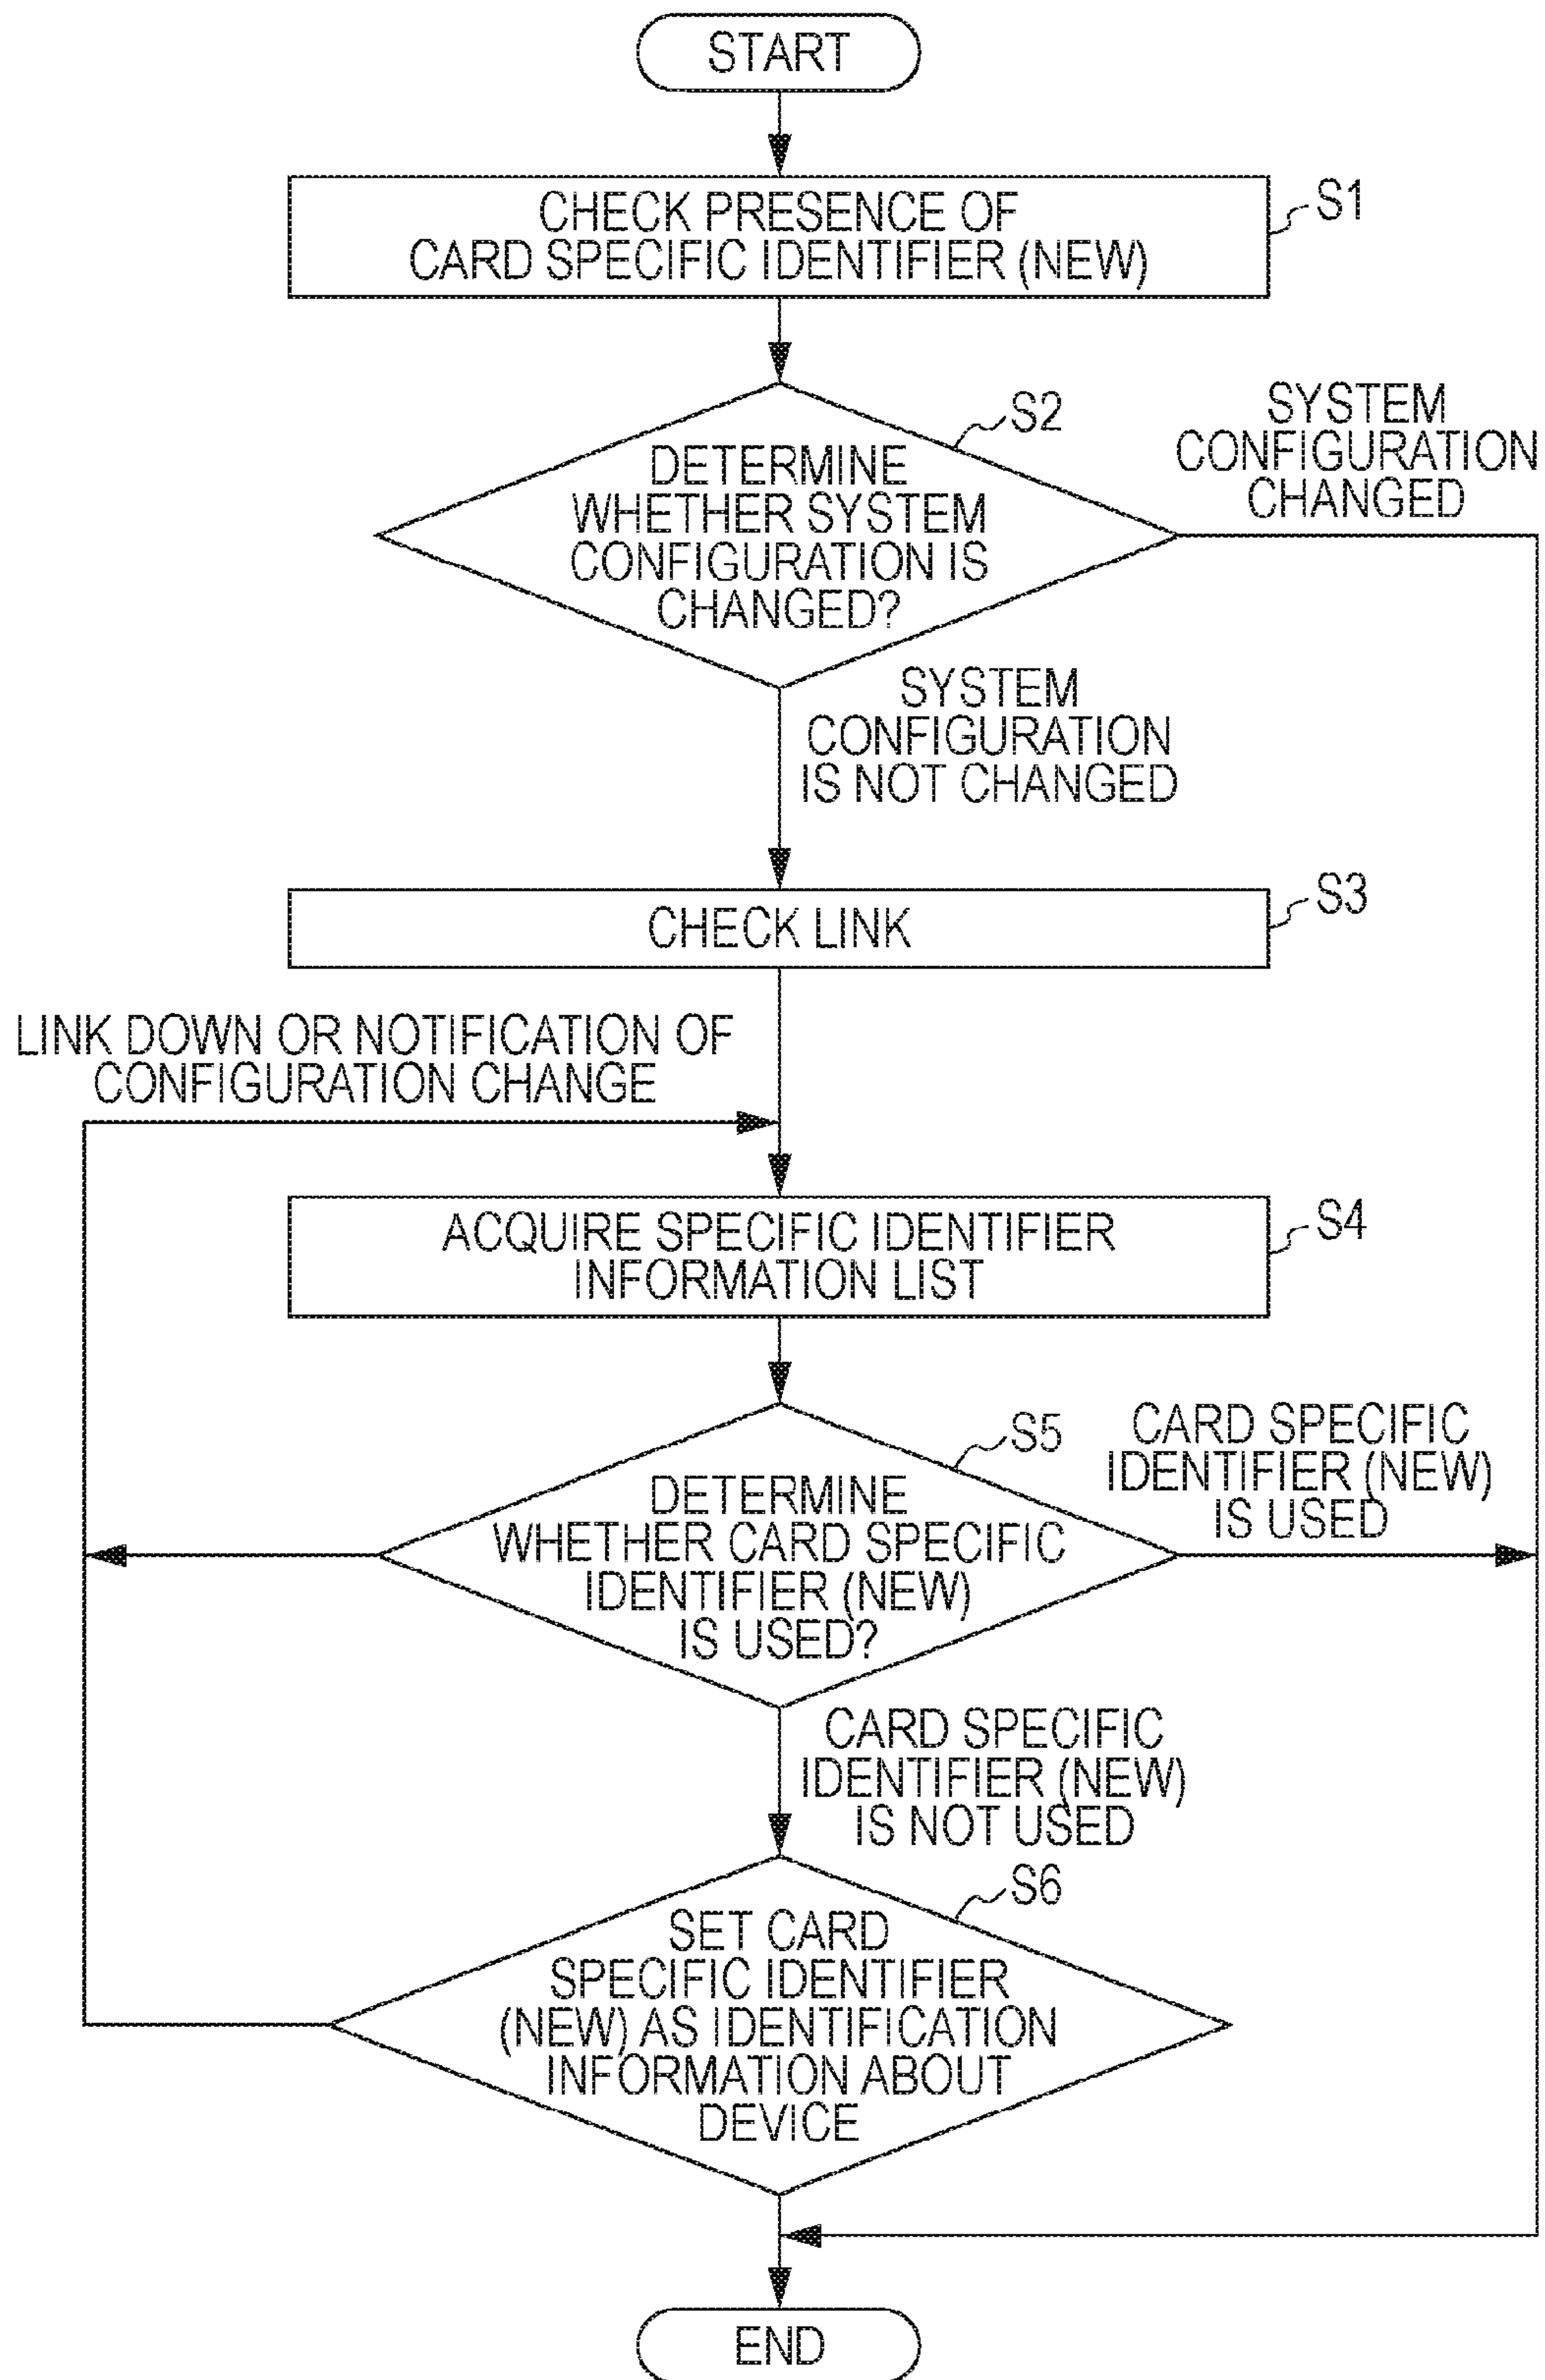 START
CHECK PRESENCE OF
CARD SPECIFIC IDENTIFIER (NEW)
S1
S2
DETERMINE
WHETHER SYSTEM
CONFIGURATION IS
CHANGED?
SYSTEM
CONFIGURATION
CHANGED
SYSTEM
CONFIGURATION
IS NOT CHANGED
CHECK LINK
S3
LINK DOWN OR NOTIFICATION OF
CONFIGURATION CHANGE
ACQUIRE SPECIFIC IDENTIFIER
INFORMATION LIST
S4
S5
DETERMINE
WHETHER CARD SPECIFIC
IDENTIFIER (NEW)
IS USED?
CARD SPECIFIC
IDENTIFIER (NEW)
IS USED
CARD SPECIFIC
IDENTIFIER (NEW)
IS NOT USED
S6
SET CARD
SPECIFIC IDENTIFIER
(NEW) AS IDENTIFICATION
INFORMATION ABOUT
DEVICE
END